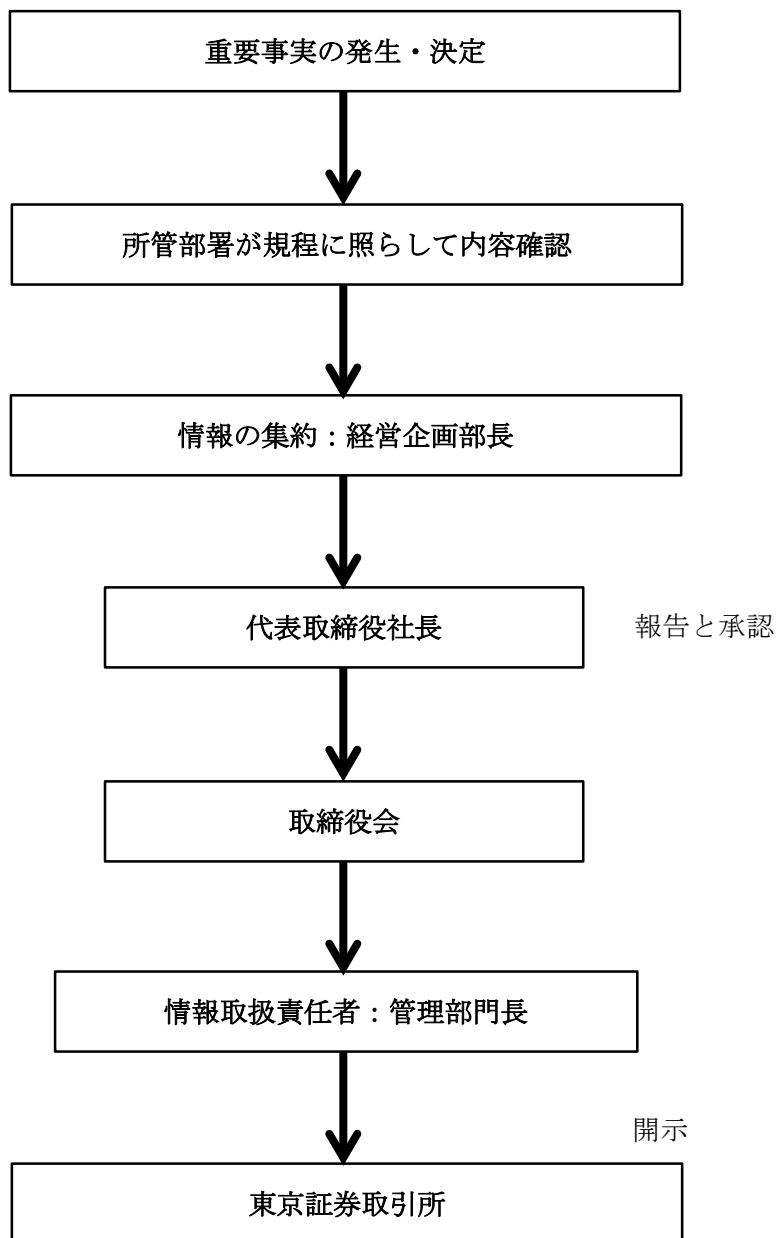 重要事実の発生・決定
所管部署が規程に照らして内容確認
情報の集約：経営企画部長
代表取締役社長
報告と承認
取締役会
情報取扱責任者：管理部門長
開示
東京証券取引所